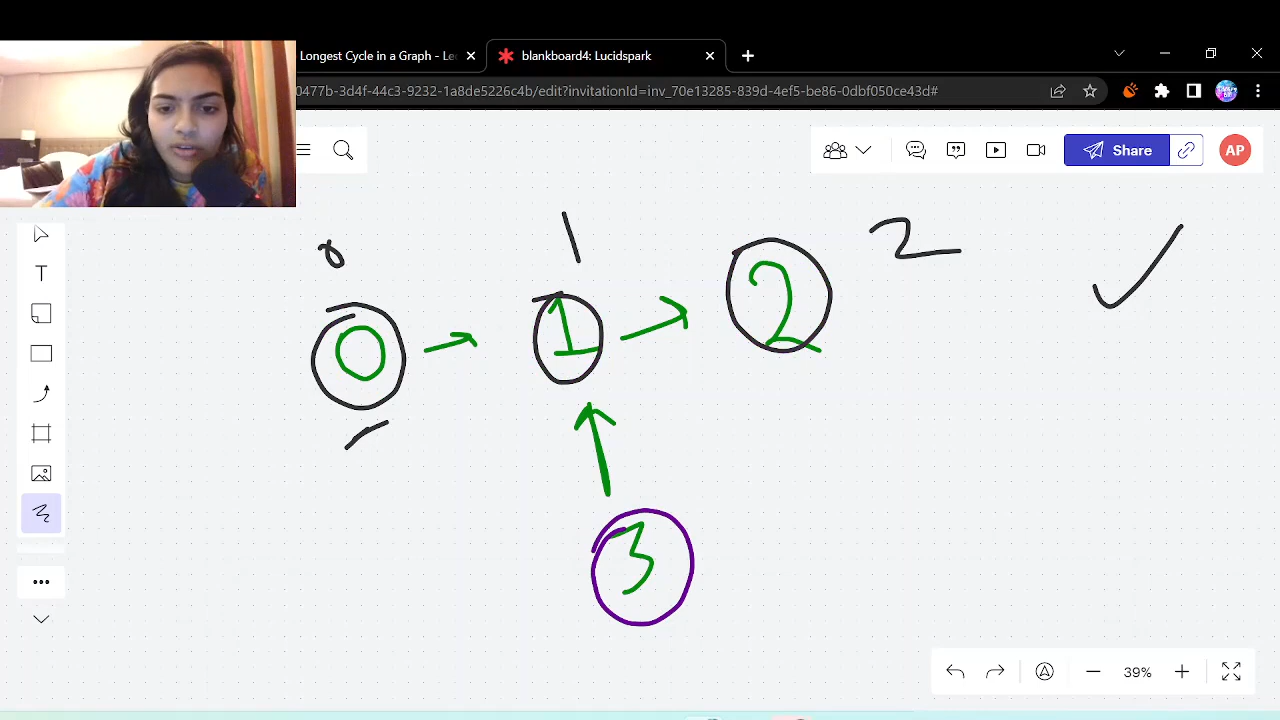 Longest Cycle in a Graph - Le
blankboard4: Lucidspark
0477b-3d4f-44c3-9232-1a8de5226c4b/edit?invitationId=inv_70e13285-839d-4ef5-be86-0dbf050ce43d#
Share
AP
T
0 1 2
0 1 2
3
39%